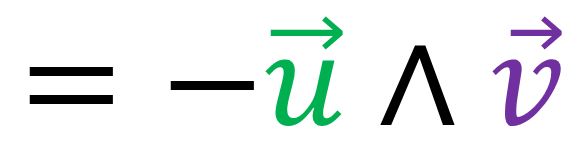 = −u⃗ ∧ v⃗